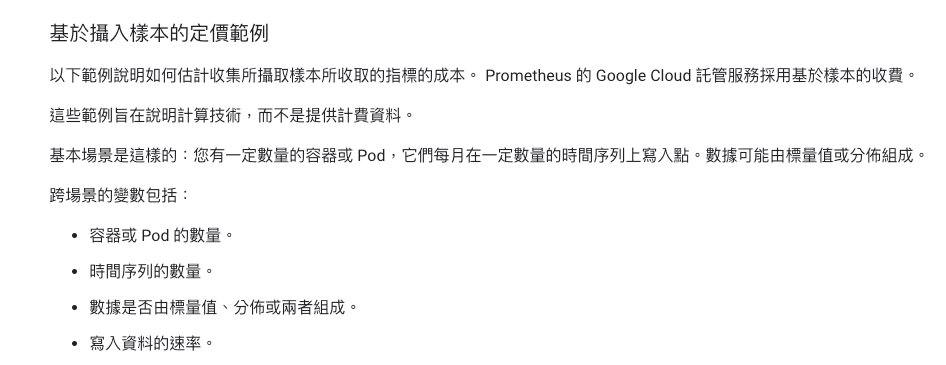 基於攝入樣本的定價範例
以下範例說明如何估計收集所攝取樣本所收取的指標的成本。 Prometheus 的 Google Cloud 託管服務採用基於樣本的收費。
這些範例旨在說明計算技術，而不是提供計費資料。
基本場景是這樣的：您有一定數量的容器或 Pod，它們每月在一定數量的時間序列上寫入點。數據可能由標量值或分佈組成。
跨場景的變數包括：
• 容器或 Pod 的數量。
• 時間序列的數量。
• 數據是否由標量值、分佈或兩者組成。
• 寫入資料的速率。